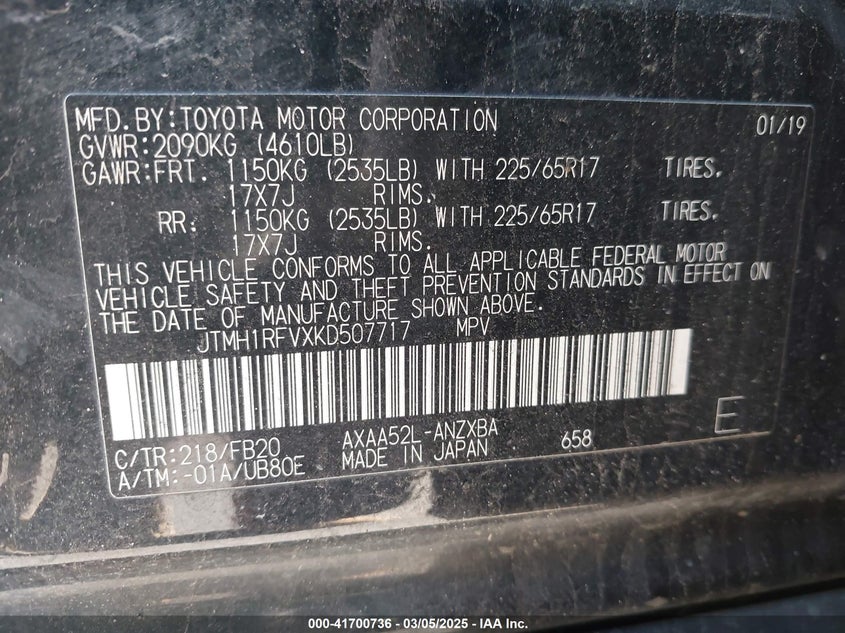 MFD.BY:TOYOTA MOTOR CORPORATION 01/19
GVWR:2090KG (4610LB)
GAWR:FRT. 1150KG (2535LB) WITH 225/65R17 TIRES.
17X7J RIMS.
RR: 1150KG (2535LB) WITH 225/65R17 TIRES.
17X7J RIMS.
THIS VEHICLE CONFORMS TO ALL APPLICABLE FEDERAL MOTOR
VEHICLE SAFETY AND THEFT PREVENTION STANDARDS IN EFFECT ON
THE DATE OF MANUFACTURE SHOWN ABOVE.
JTMH1RFVXKD507717 MPV
C/TR:218/FB20 AXAA52L-ANZXBA 658 E
A/TM:-01A/UB80E MADE IN JAPAN
000-41700736 - 03/05/2025 - IAA Inc.